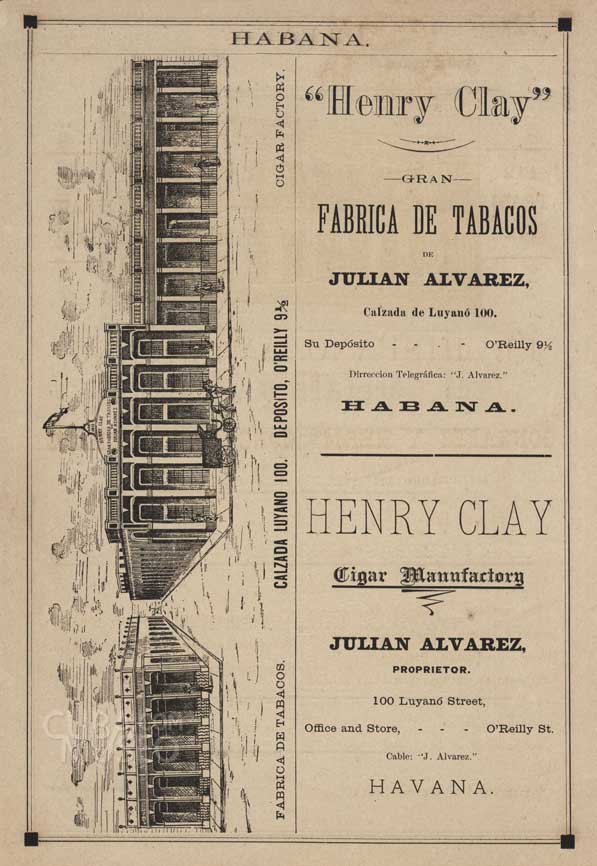 HABANA.
CIGAR FACTORY.
CALZADA LUYANO 100. DEPOSITO, O'REILLY 9½
FABRICA DE TABACOS.
"Henry Clay"
—GRAN—
FABRICA DE TABACOS
DE
JULIAN ALVAREZ,
Calzada de Luyanó 100.
Su Depósito - - - - O'Reilly 9½
Dirreccion Telegráfica: "J. Alvarez."
HABANA.
HENRY CLAY
Cigar Manufactory
JULIAN ALVAREZ,
PROPRIETOR.
100 Luyanó Street,
Office and Store, - - - O'Reilly St.
Cable: "J. Alvarez."
HAVANA.